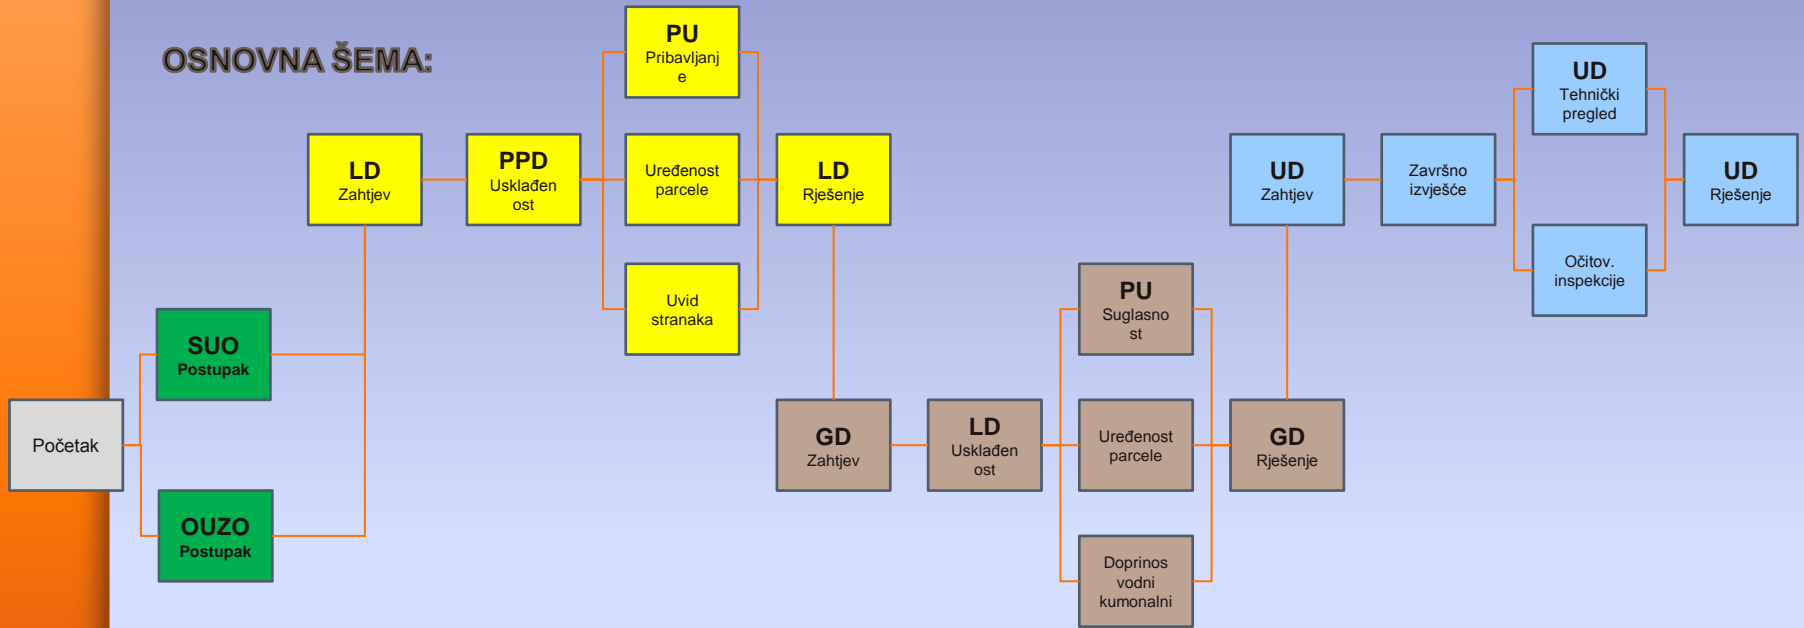 OSNOVNA ŠEMA:
Početak
SUO
Postupak
OUZO
Postupak
LD
Zahtjev
PPD
Usklađen
ost
PU
Pribavljanj
e
Uređenost
parcele
Uvid
stranaka
LD
Rješenje
GD
Zahtjev
LD
Usklađen
ost
PU
Suglasno
st
Uređenost
parcele
Doprinos
vodni
kumonalni
GD
Rješenje
UD
Zahtjev
Završno
izvješće
UD
Tehnički
pregled
Očitov.
inspekcije
UD
Rješenje